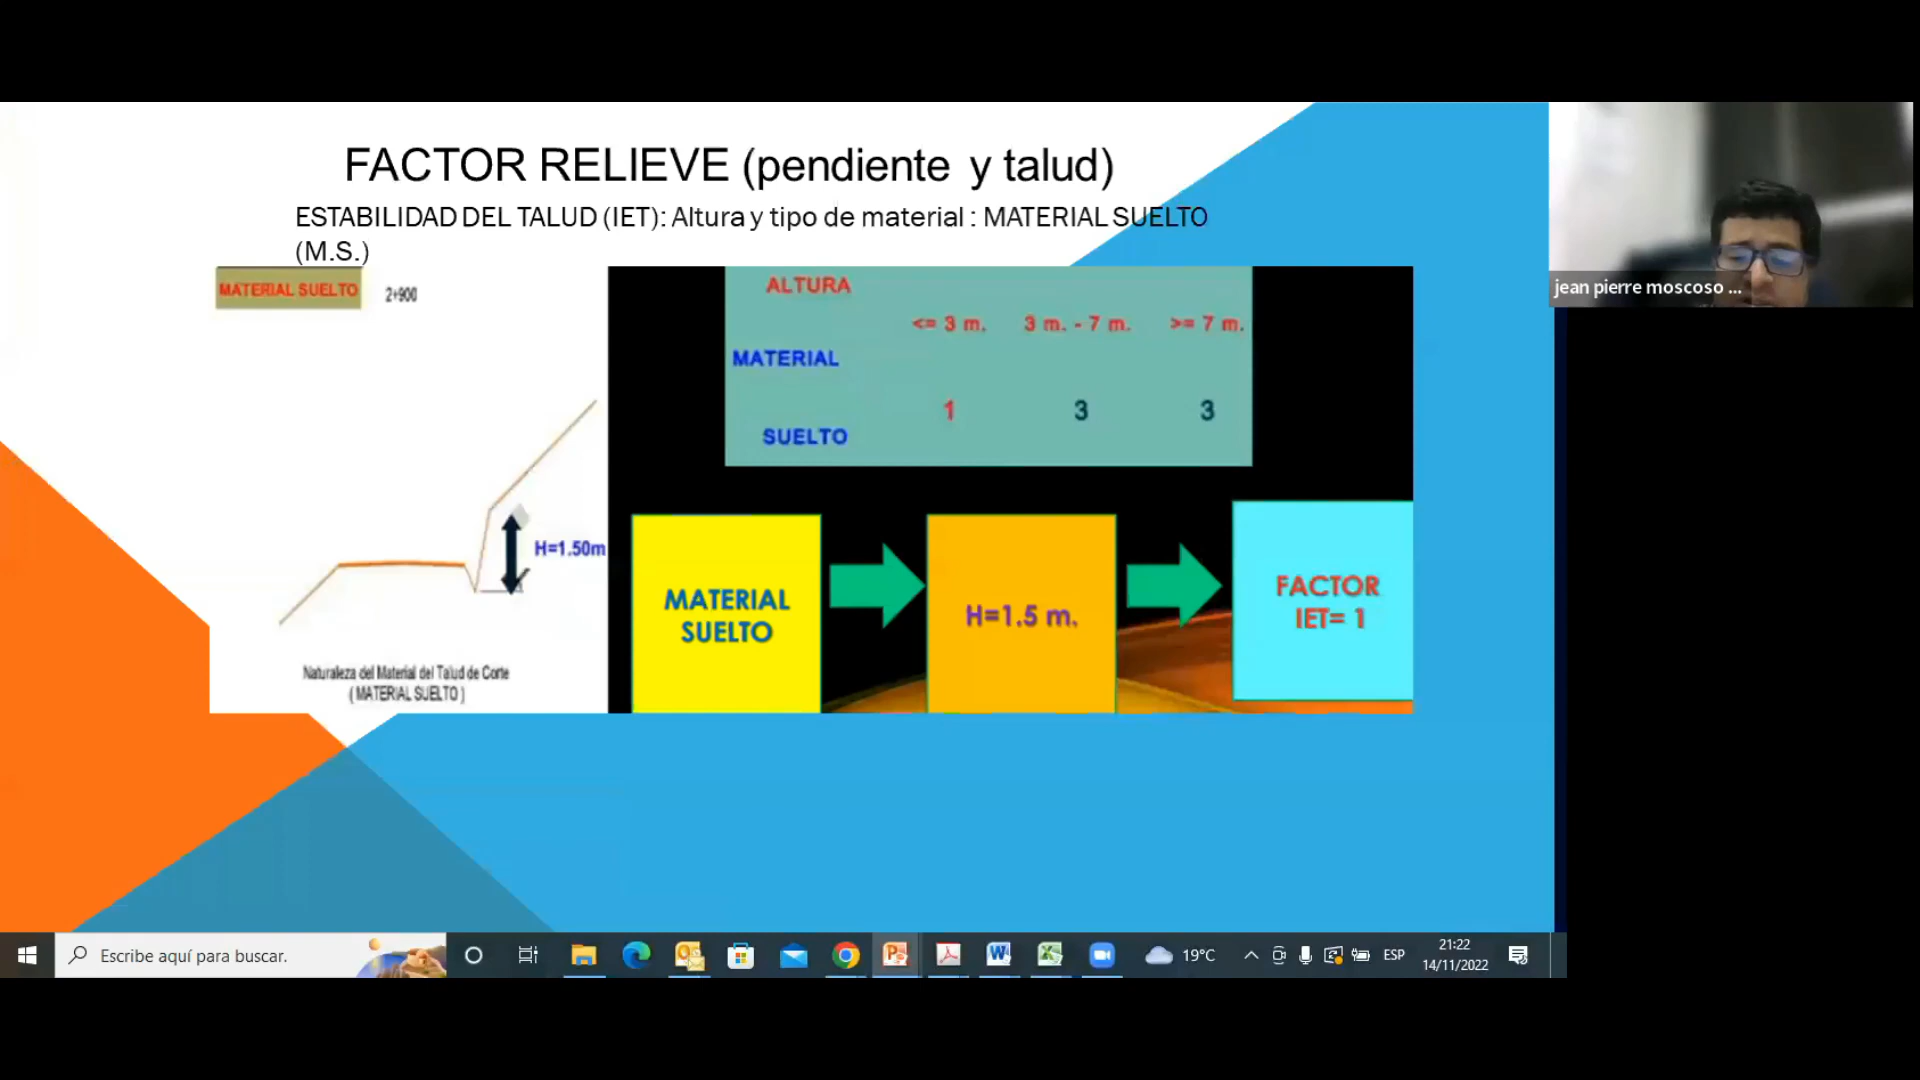 FACTOR RELIEVE (pendiente y talud)
ESTABILIDAD DEL TALUD (IET): Altura y tipo de material : MATERIAL SUELTO
(M.S.)
MATERIAL SUELTO
2+900
H=1.50m
Naturaleza del Material del Talud de Corte
( MATERIAL SUELTO )
ALTURA
<= 3 m. 3 m. - 7 m. >= 7 m.
MATERIAL
1 3 3
SUELTO
MATERIAL
SUELTO
H=1.5 m.
FACTOR
IET= 1
jean pierre moscoso ...
Escribe aquí para buscar.
19°C
ESP
21:22
14/11/2022